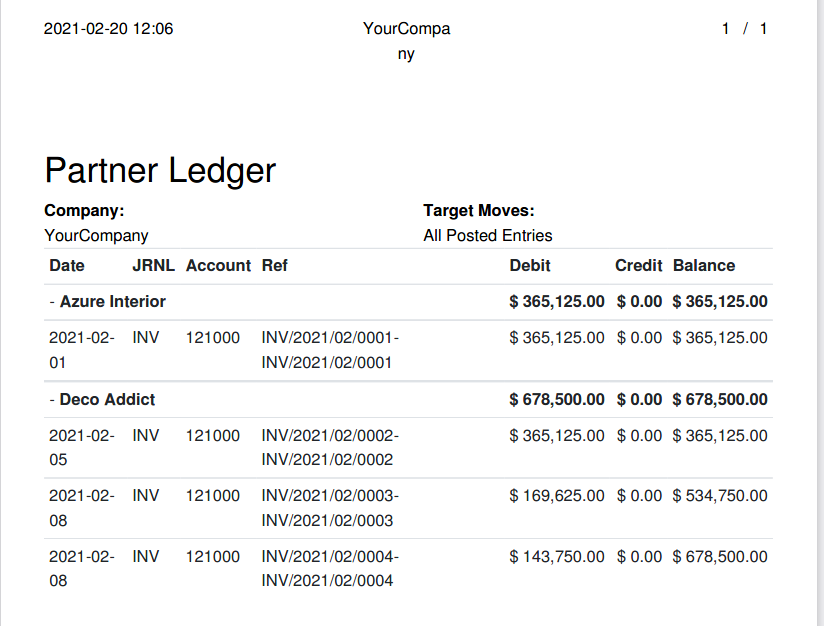 2021-02-20 12:06 YourCompa 1 / 1
ny
Partner Ledger
Company: Target Moves:
YourCompany All Posted Entries
Date JRNL Account Ref Debit Credit Balance
- Azure Interior $ 365,125.00 $ 0.00 $ 365,125.00
2021-02- INV 121000 INV/2021/02/0001- $ 365,125.00 $ 0.00 $ 365,125.00
01 INV/2021/02/0001
- Deco Addict $ 678,500.00 $ 0.00 $ 678,500.00
2021-02- INV 121000 INV/2021/02/0002- $ 365,125.00 $ 0.00 $ 365,125.00
05 INV/2021/02/0002
2021-02- INV 121000 INV/2021/02/0003- $ 169,625.00 $ 0.00 $ 534,750.00
08 INV/2021/02/0003
2021-02- INV 121000 INV/2021/02/0004- $ 143,750.00 $ 0.00 $ 678,500.00
08 INV/2021/02/0004